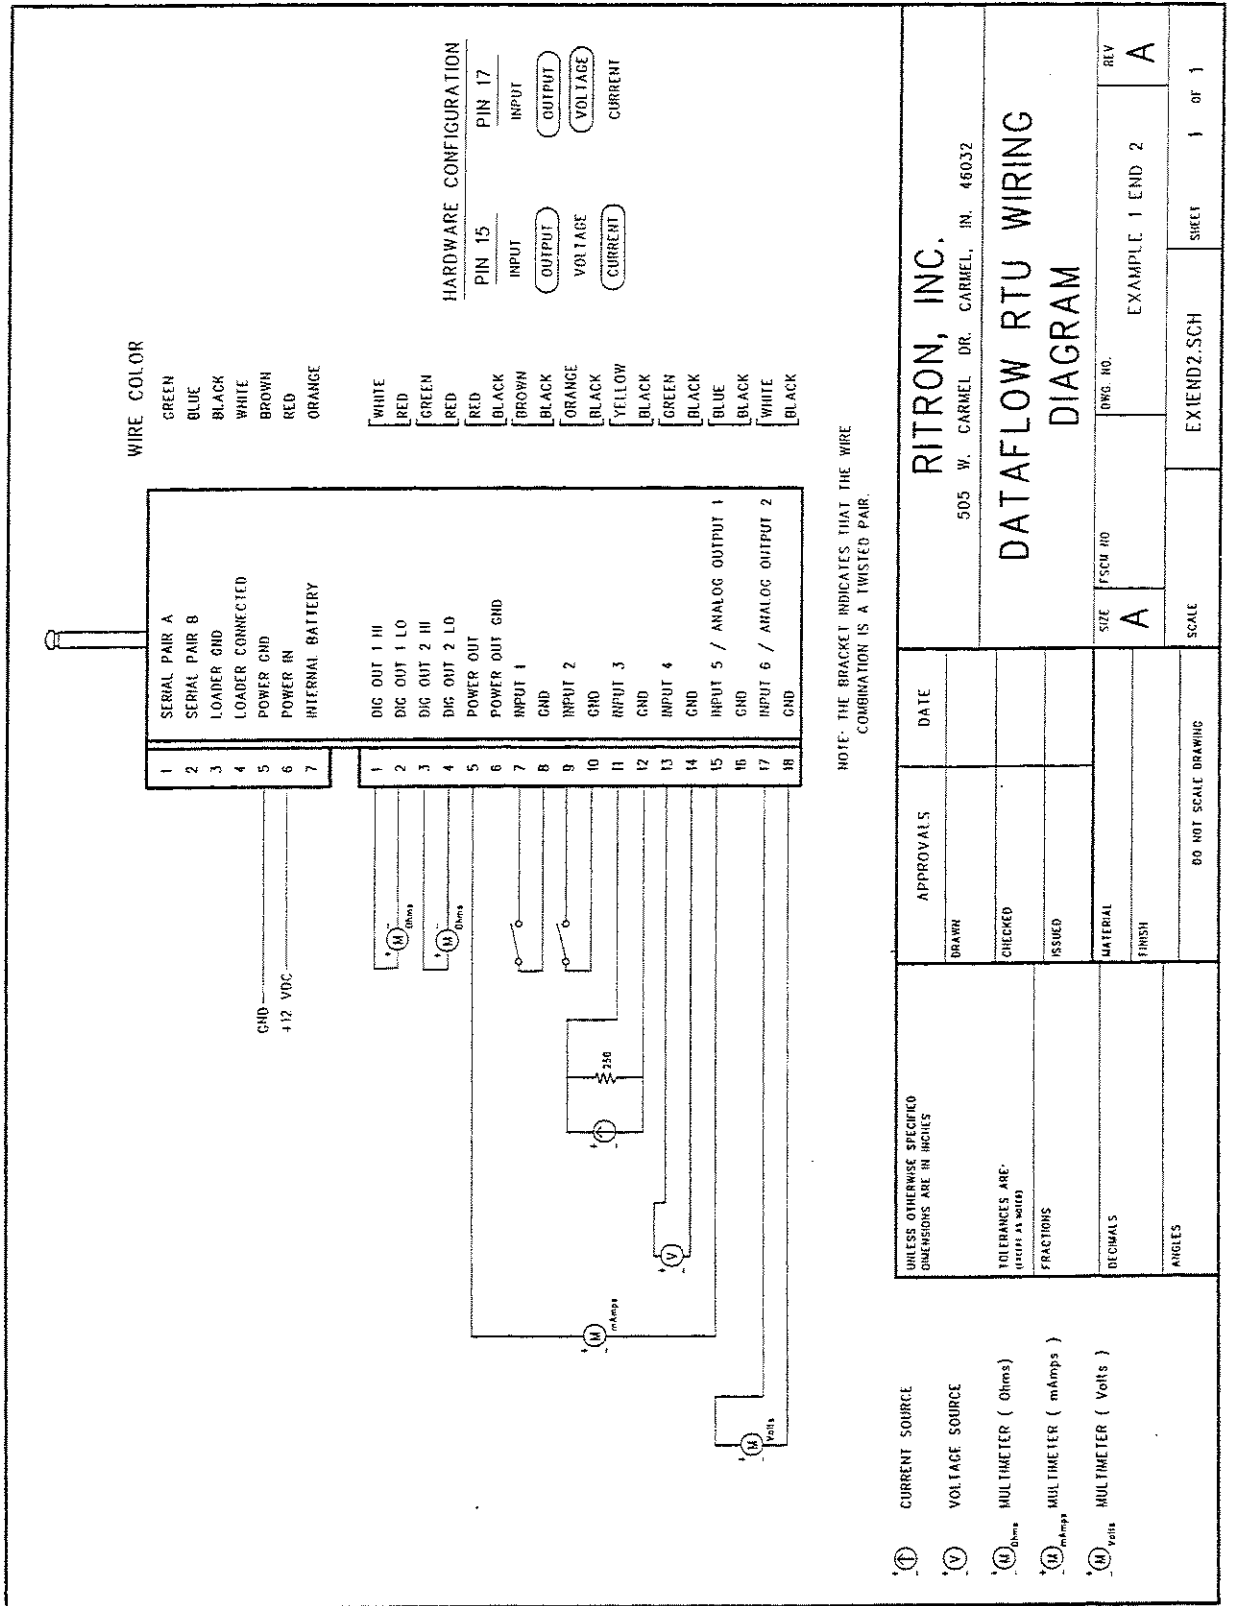 WIRE COLOR
1 SERIAL PAIR A GREEN
2 SERIAL PAIR B BLUE
3 LOADER GND BLACK
4 LOADER CONNECTED WHITE
GND 5 POWER GND BROWN
+12 VDC 6 POWER IN RED
7 INTERNAL BATTERY ORANGE
1 DIG OUT 1 HI WHITE
2 DIG OUT 1 LO RED
3 DIG OUT 2 HI GREEN
4 DIG OUT 2 LO RED
5 POWER OUT RED
6 POWER OUT GND BLACK
7 INPUT 1 BROWN
8 GND BLACK
9 INPUT 2 ORANGE
10 GND BLACK
11 INPUT 3 YELLOW
12 GND BLACK
13 INPUT 4 GREEN
14 GND BLACK
15 INPUT 5 / ANALOG OUTPUT 1 BLUE
16 GND BLACK
17 INPUT 6 / ANALOG OUTPUT 2 WHITE
18 GND BLACK
+ M - Ohms
+ M - Ohms
250
+ -
+ V -
+ M - mAmps
+ M - Volts
HARDWARE CONFIGURATION
PIN 15 PIN 17
INPUT INPUT
OUTPUT OUTPUT
VOLTAGE VOLTAGE
CURRENT CURRENT
NOTE: THE BRACKET INDICATES THAT THE WIRE
COMBINATION IS A TWISTED PAIR.
+ - CURRENT SOURCE
+ V - VOLTAGE SOURCE
+ M - Ohms MULTIMETER ( Ohms)
+ M - mAmps MULTIMETER ( mAmps )
+ M - Volts MULTIMETER ( Volts )
UNLESS OTHERWISE SPECIFIED
DIMENSIONS ARE IN INCHES
TOLERANCES ARE:
(EXCEPT AS NOTED)
FRACTIONS
DECIMALS
ANGLES
APPROVALS DATE
DRAWN
CHECKED
ISSUED
MATERIAL
FINISH
DO NOT SCALE DRAWING
RITRON, INC.
505 W. CARMEL DR. CARMEL, IN. 46032
DATAFLOW RTU WIRING
DIAGRAM
SIZE A
FSCM NO
DWG. NO.
EXAMPLE 1 END 2
REV A
SCALE
EX1END2.SCH
SHEET 1 OF 1